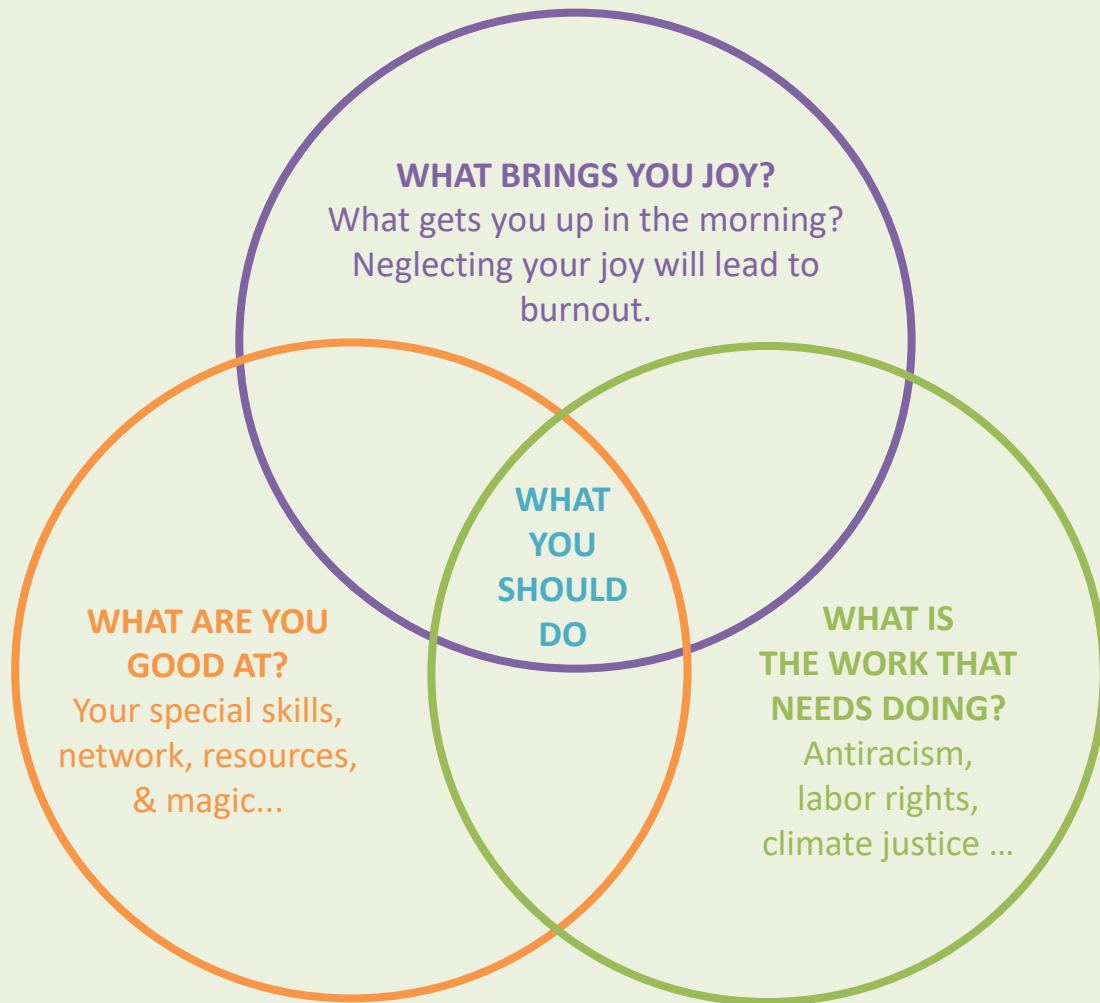 WHAT BRINGS YOU JOY?
What gets you up in the morning?
Neglecting your joy will lead to
burnout.
WHAT
YOU
SHOULD
DO
WHAT ARE YOU
GOOD AT?
Your special skills,
network, resources,
& magic...
WHAT IS
THE WORK THAT
NEEDS DOING?
Antiracism,
labor rights,
climate justice ...